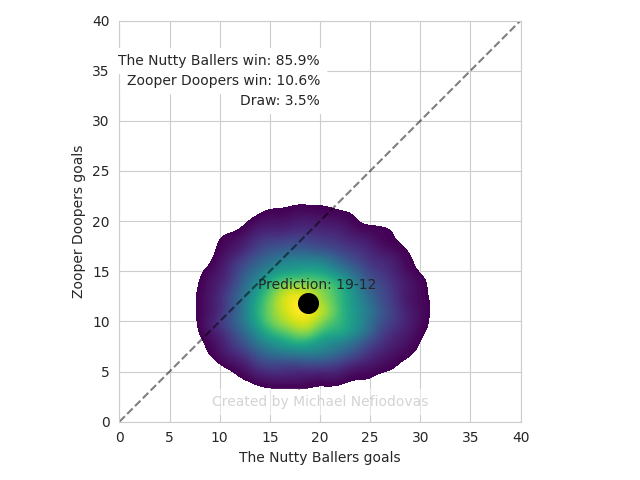 40
35
30
25
20
15
10
5
0
Zooper Doopers goals
The Nutty Ballers win: 85.9%
Zooper Doopers win: 10.6%
Draw: 3.5%
Prediction: 19-12
Created by Michael Nefiodovas
0 5 10 15 20 25 30 35 40
The Nutty Ballers goals